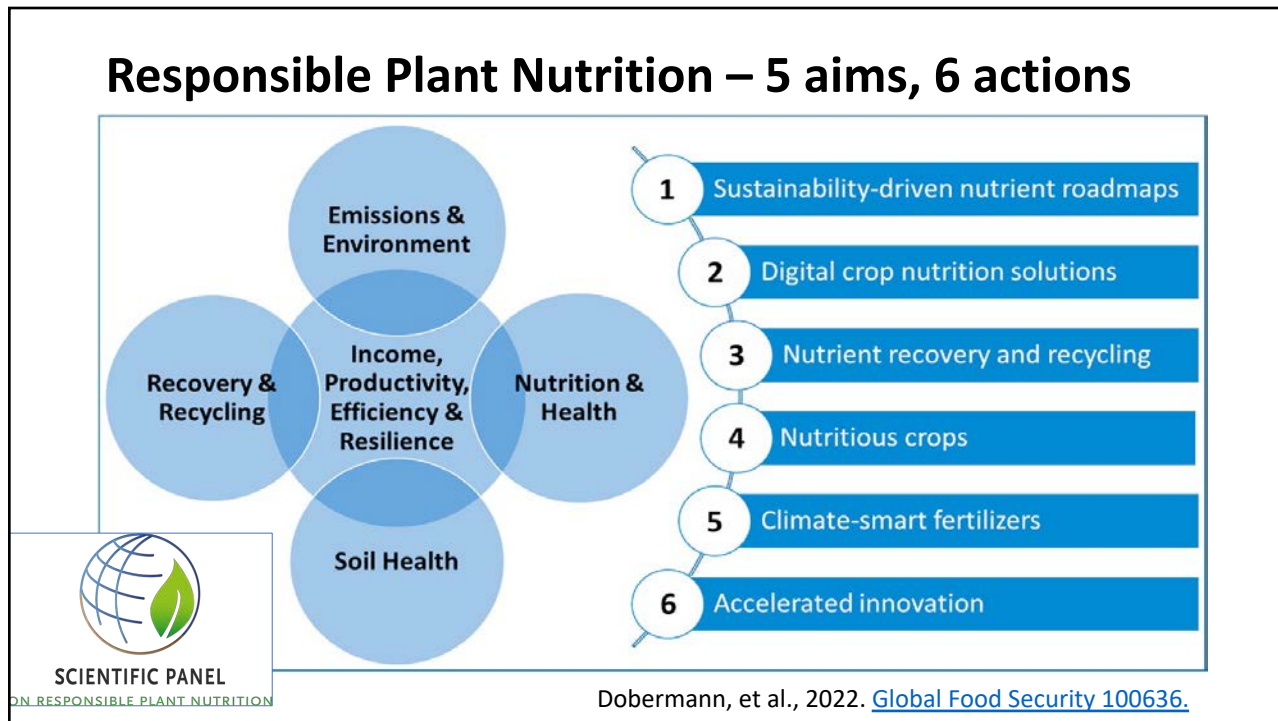 Responsible Plant Nutrition – 5 aims, 6 actions
Emissions &
Environment
Recovery &
Recycling
Income,
Productivity,
Efficiency &
Resilience
Nutrition &
Health
Soil Health
1 Sustainability-driven nutrient roadmaps
2 Digital crop nutrition solutions
3 Nutrient recovery and recycling
4 Nutritious crops
5 Climate-smart fertilizers
6 Accelerated innovation
SCIENTIFIC PANEL
ON RESPONSIBLE PLANT NUTRITION
Dobermann, et al., 2022. Global Food Security 100636.